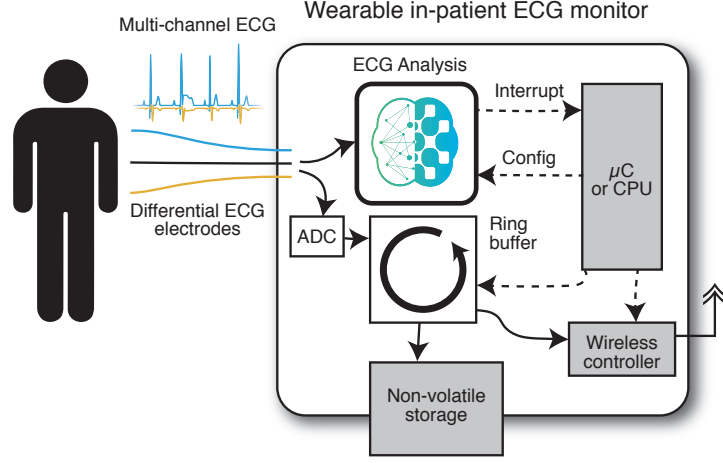 Wearable in-patient ECG monitor
Multi-channel ECG
ECG Analysis
Interrupt
Config
µC
or CPU
Differential ECG
electrodes
ADC
Ring
buffer
Wireless
controller
Non-volatile
storage